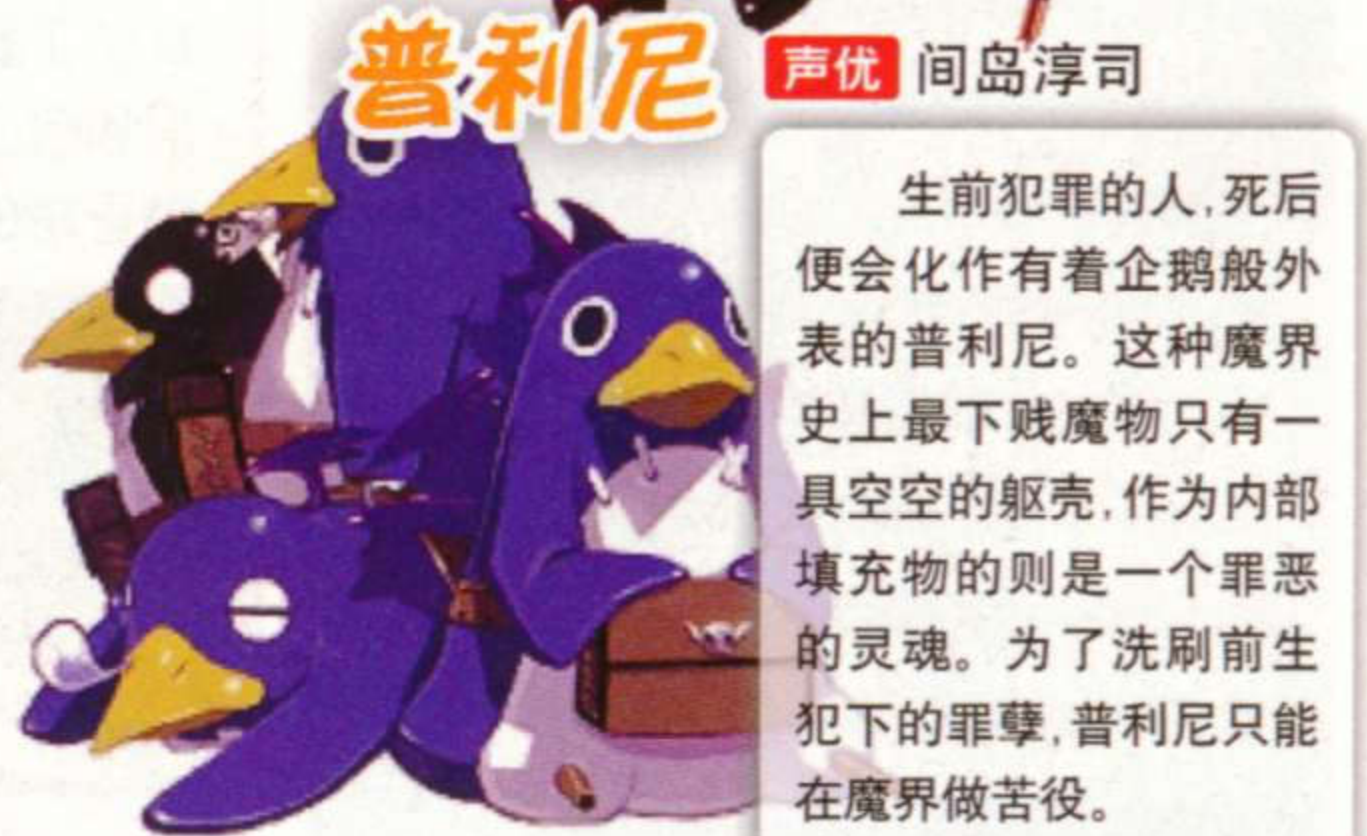 普利尼
声优 间岛淳司
生前犯罪的人,死后
便会化作有着企鹅般外
表的普利尼。这种魔界
史上最下贱魔物只有一
具空空的躯壳,作为内部
填充物的则是一个罪恶
的灵魂。为了洗刷前生
犯下的罪孽,普利尼只能
在魔界做苦役。